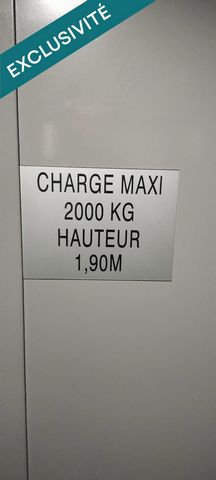 EXCLUSIVITÉ
CHARGE MAXI
2000 KG
HAUTEUR
1,90M